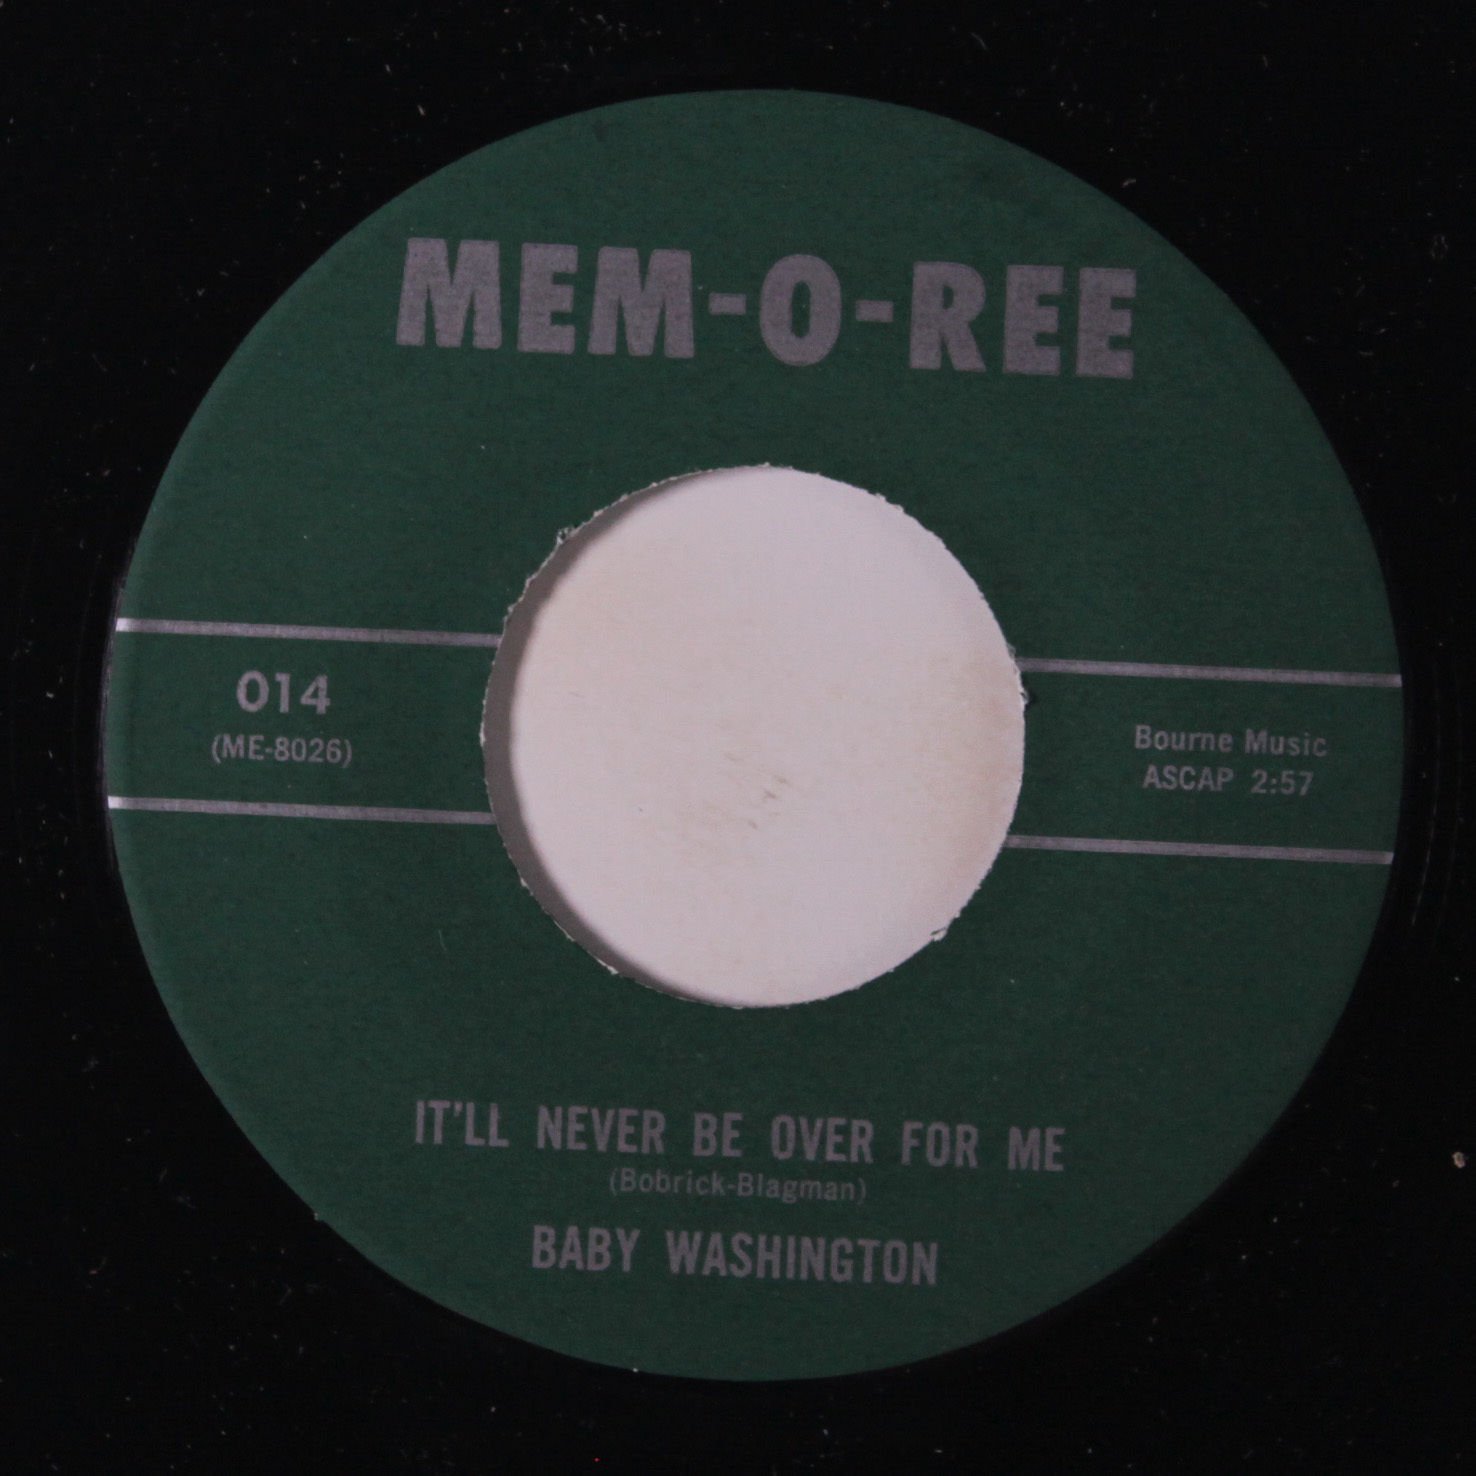 MEM-O-REE
014
(ME-8026)
Bourne Music
ASCAP 2:57
IT'LL NEVER BE OVER FOR ME
(Bobrick-Blagman)
BABY WASHINGTON